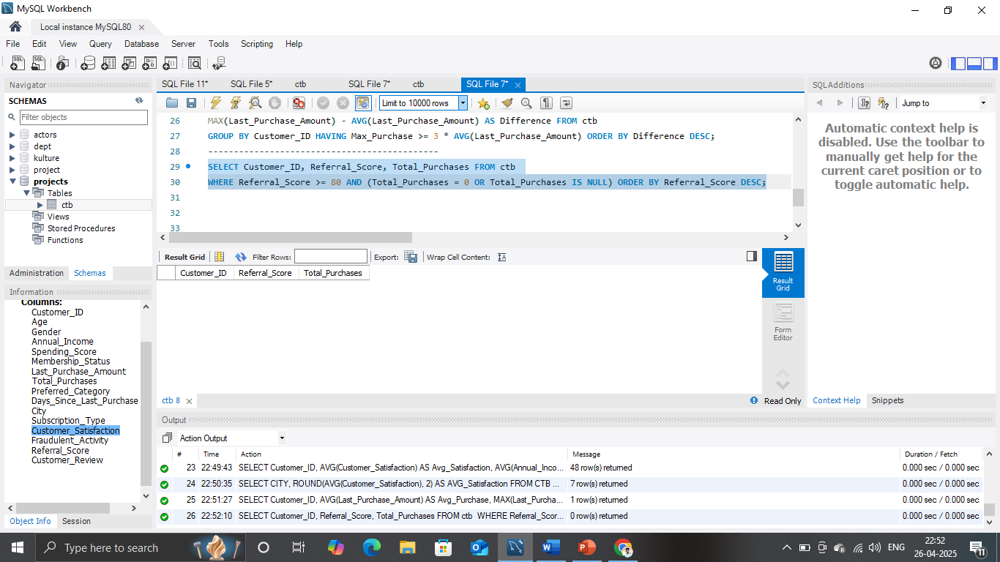 MySQL Workbench
Local instance MySQL80
File Edit View Query Database Server Tools Scripting Help
Navigator
SCHEMAS
Filter objects
actors
dept
kulture
project
projects
Tables
ctb
Views
Stored Procedures
Functions
Administration Schemas
Information
Columns:
Customer_ID
Age
Gender
Annual_Income
Spending_Score
Membership_Status
Last_Purchase_Amount
Total_Purchases
Preferred_Category
Days_Since_Last_Purchase
City
Subscription_Type
Customer_Satisfaction
Fraudulent_Activity
Referral_Score
Customer_Review
Object Info Session
SQL File 11* SQL File 5* ctb SQL File 7* ctb SQL File 7*
Limit to 10000 rows
26 MAX(Last_Purchase_Amount) - AVG(Last_Purchase_Amount) AS Difference FROM ctb
27 GROUP BY Customer_ID HAVING Max_Purchase >= 3 * AVG(Last_Purchase_Amount) ORDER BY Difference DESC;
28 ---------------------------------------------
29 SELECT Customer_ID, Referral_Score, Total_Purchases FROM ctb
30 WHERE Referral_Score >= 80 AND (Total_Purchases = 0 OR Total_Purchases IS NULL) ORDER BY Referral_Score DESC;
31
32
33
Result Grid Filter Rows: Export: Wrap Cell Content:
Customer_ID Referral_Score Total_Purchases
Result
Grid
Form
Editor
ctb 8
Read Only
Output
Action Output
# Time Action Message Duration / Fetch
23 22:49:43 SELECT Customer_ID, AVG(Customer_Satisfaction) AS Avg_Satisfaction, AVG(Annual_Inco... 48 row(s) returned 0.000 sec / 0.000 sec
24 22:50:35 SELECT CITY, ROUND(AVG(Customer_Satisfaction), 2) AS AVG_Satisfaction FROM CTB ... 7 row(s) returned 0.000 sec / 0.000 sec
25 22:51:27 SELECT Customer_ID, AVG(Last_Purchase_Amount) AS Avg_Purchase, MAX(Last_Purcha... 1 row(s) returned 0.000 sec / 0.000 sec
26 22:52:10 SELECT Customer_ID, Referral_Score, Total_Purchases FROM ctb WHERE Referral_Scor... 0 row(s) returned 0.000 sec / 0.000 sec
SQLAdditions
Jump to
Automatic context help is
disabled. Use the toolbar to
manually get help for the
current caret position or to
toggle automatic help.
Context Help Snippets
Type here to search
ENG
22:52
26-04-2025
11